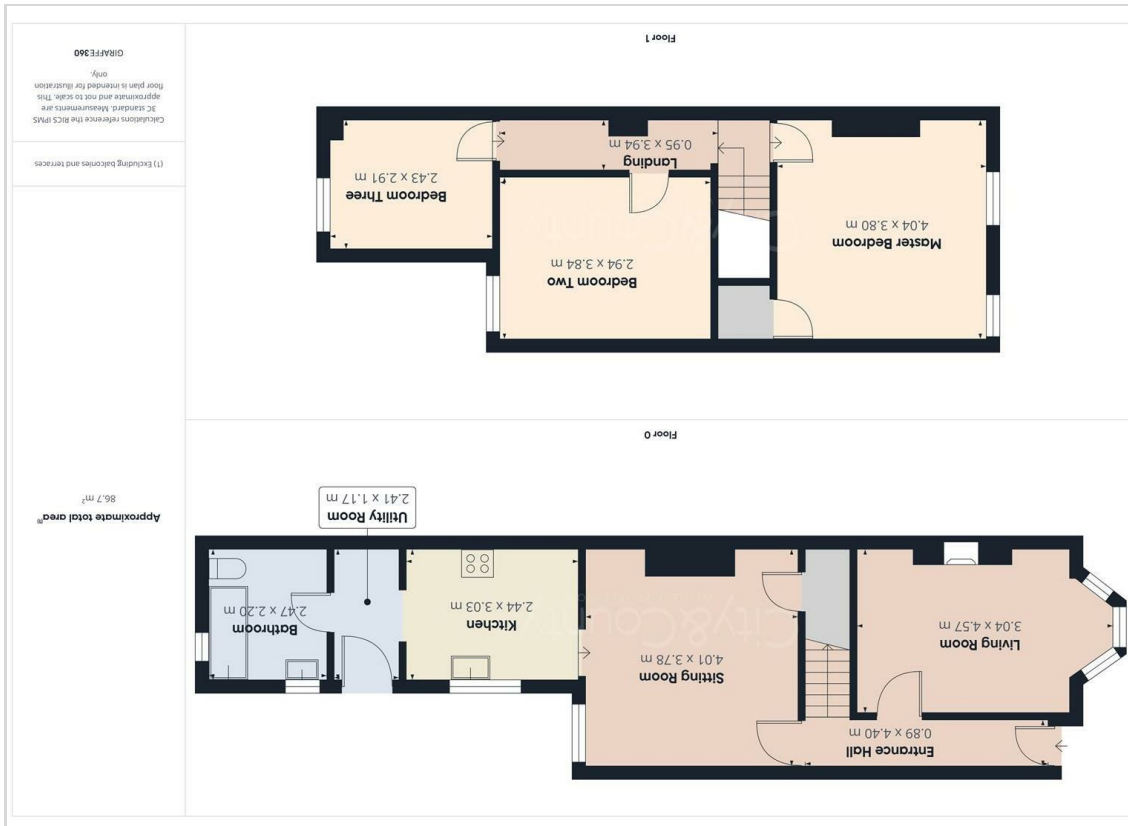 Entrance Hall
0.89 x 4.40 m
Living Room
3.04 x 4.57 m
Sitting Room
4.01 x 3.78 m
Kitchen
2.44 x 3.03 m
Bathroom
2.47 x 2.20 m
Utility Room
2.41 x 1.17 m
City&County
Floor 0
Master Bedroom
4.04 x 3.80 m
Bedroom Two
2.94 x 3.84 m
Bedroom Three
2.43 x 2.91 m
Landing
0.95 x 3.94 m
City&County
Floor 1
Approximate total area⁽¹⁾
86.7 m²
(1) Excluding balconies and terraces
Calculations reference the RICS IPMS
3C standard. Measurements are
approximate and not to scale. This
floor plan is intended for illustration
only.
GIRAFFE360